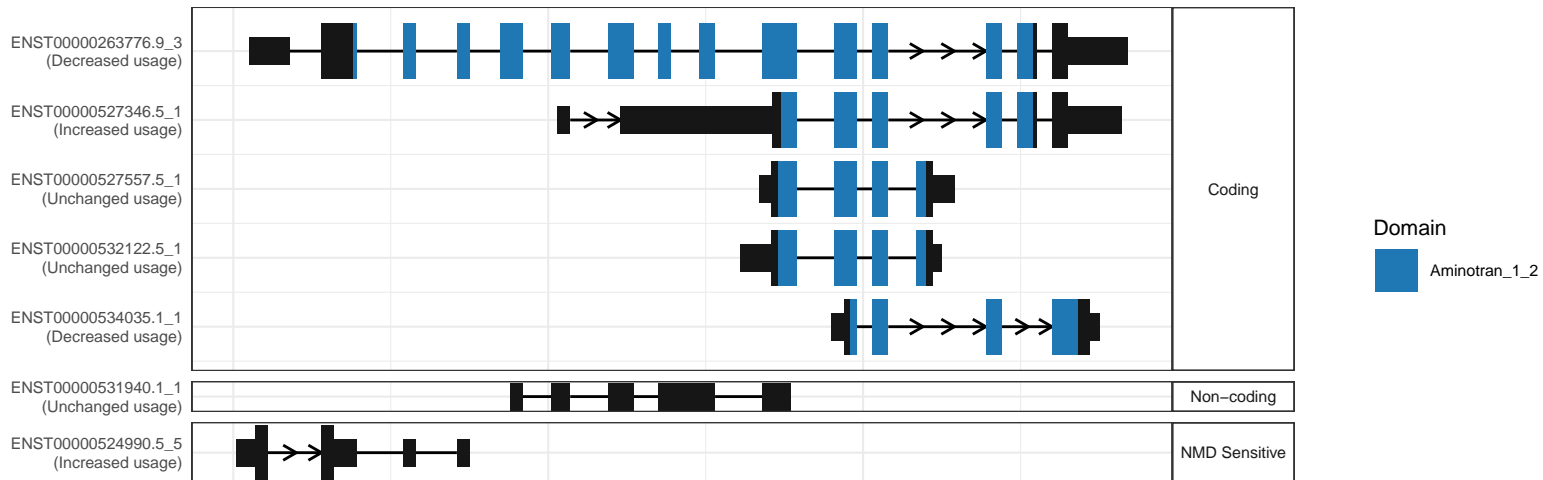 ENST00000263776.9_3
(Decreased usage)
ENST00000527346.5_1
(Increased usage)
ENST00000527557.5_1
(Unchanged usage)
ENST00000532122.5_1
(Unchanged usage)
ENST00000534035.1_1
(Decreased usage)
Coding
ENST00000531940.1_1
(Unchanged usage)
Non−coding
ENST00000524990.5_5
(Increased usage)
NMD Sensitive
Domain
Aminotran_1_2